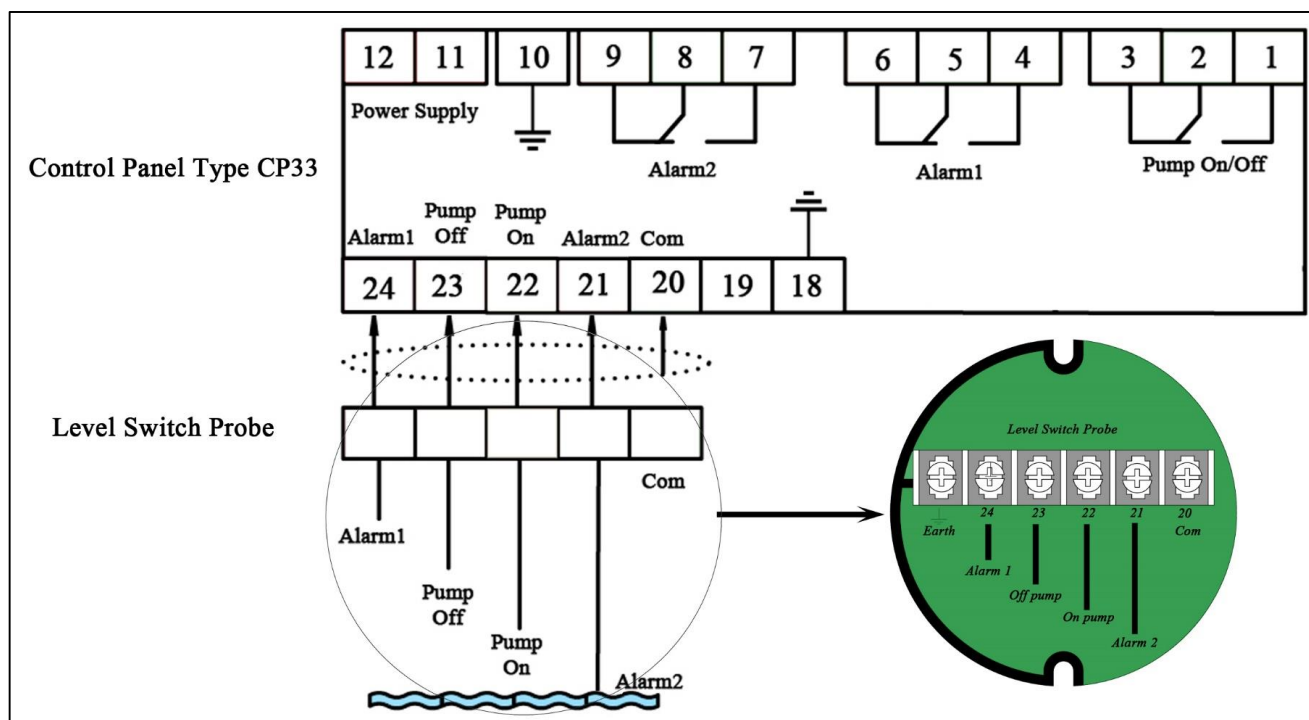 12 11 10 9 8 7 6 5 4 3 2 1
Power Supply
Alarm2
Alarm1
Pump On/Off
Control Panel Type CP33
Alarm1
Pump
Off
Pump
On
Alarm2
Com
24 23 22 21 20 19 18
Level Switch Probe
Com
Alarm1
Pump
Off
Pump
On
Alarm2
Level Switch Probe
Earth
24
23
22
21
20
Com
Alarm 1
Off pump
On pump
Alarm 2